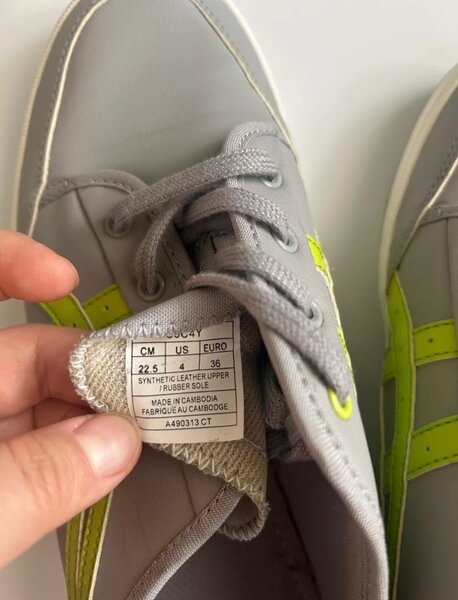 CM US EURO
22.5 4 36
SYNTHETIC LEATHER UPPER
/ RUBBER SOLE
MADE IN CAMBODIA
FABRIQUÉ AU CAMBODGE
A490313 CT